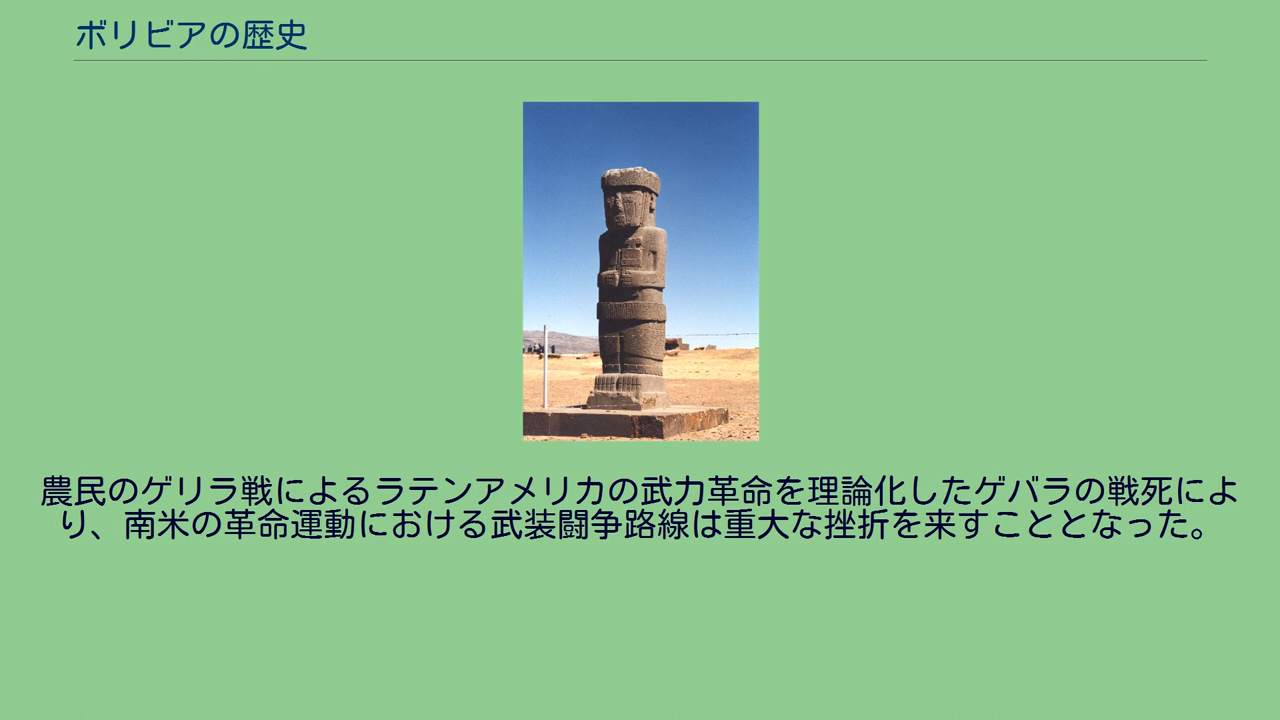 ボリビアの歴史
農民のゲリラ戦によるラテンアメリカの武力革命を理論化したゲバラの戦死によ
り、南米の革命運動における武装闘争路線は重大な挫折を来すこととなった。